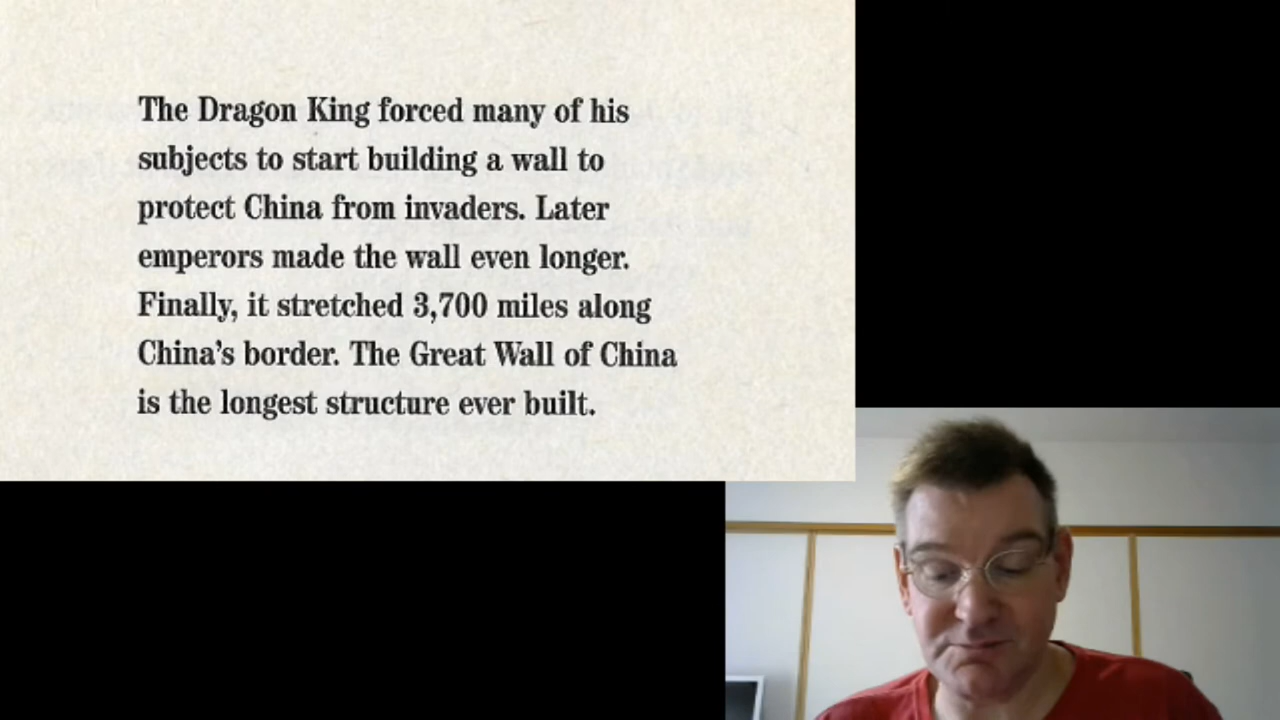 The Dragon King forced many of his
subjects to start building a wall to
protect China from invaders. Later
emperors made the wall even longer.
Finally, it stretched 3,700 miles along
China's border. The Great Wall of China
is the longest structure ever built.